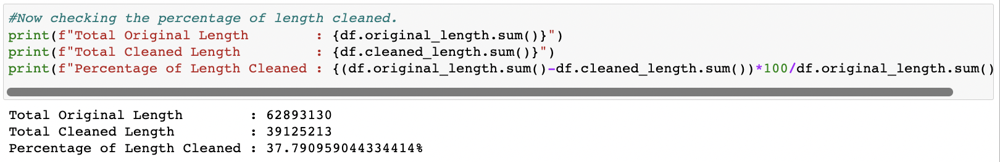 #Now checking the percentage of length cleaned.
print(f"Total Original Length        : {df.original_length.sum()}")
print(f"Total Cleaned Length         : {df.cleaned_length.sum()}")
print(f"Percentage of Length Cleaned : {(df.original_length.sum()-df.cleaned_length.sum())*100/df.original_length.sum()
Total Original Length        : 62893130
Total Cleaned Length         : 39125213
Percentage of Length Cleaned : 37.790959044334414%